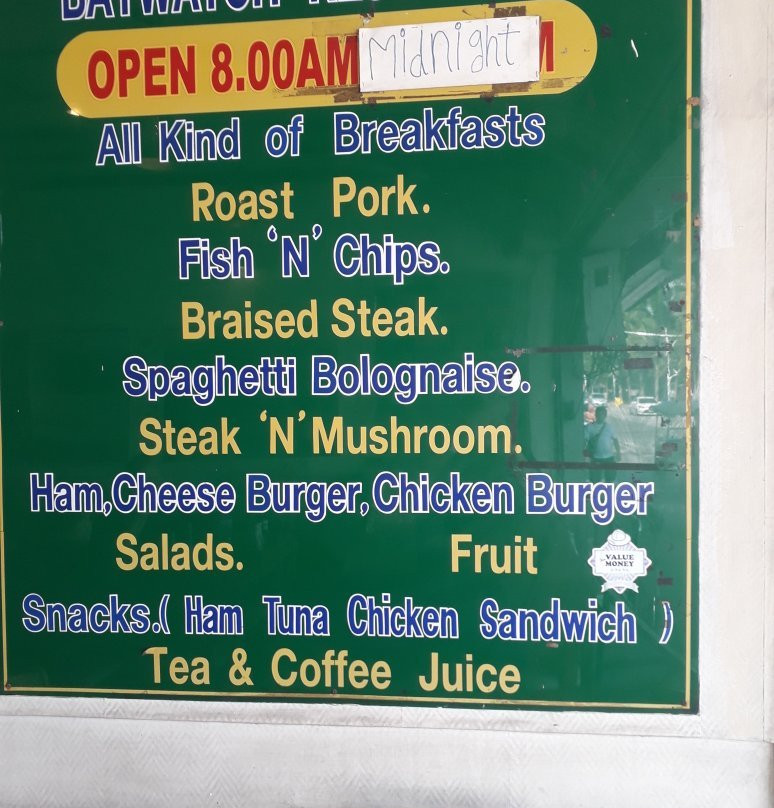 BAYWATCH
OPEN 8.00AM Midnight M
All Kind of Breakfasts
Roast Pork.
Fish 'N' Chips.
Braised Steak.
Spaghetti Bolognaise.
Steak 'N' Mushroom.
Ham,Cheese Burger,Chicken Burger
Salads. Fruit
VALUE
MONEY
Snacks.( Ham Tuna Chicken Sandwich )
Tea & Coffee Juice